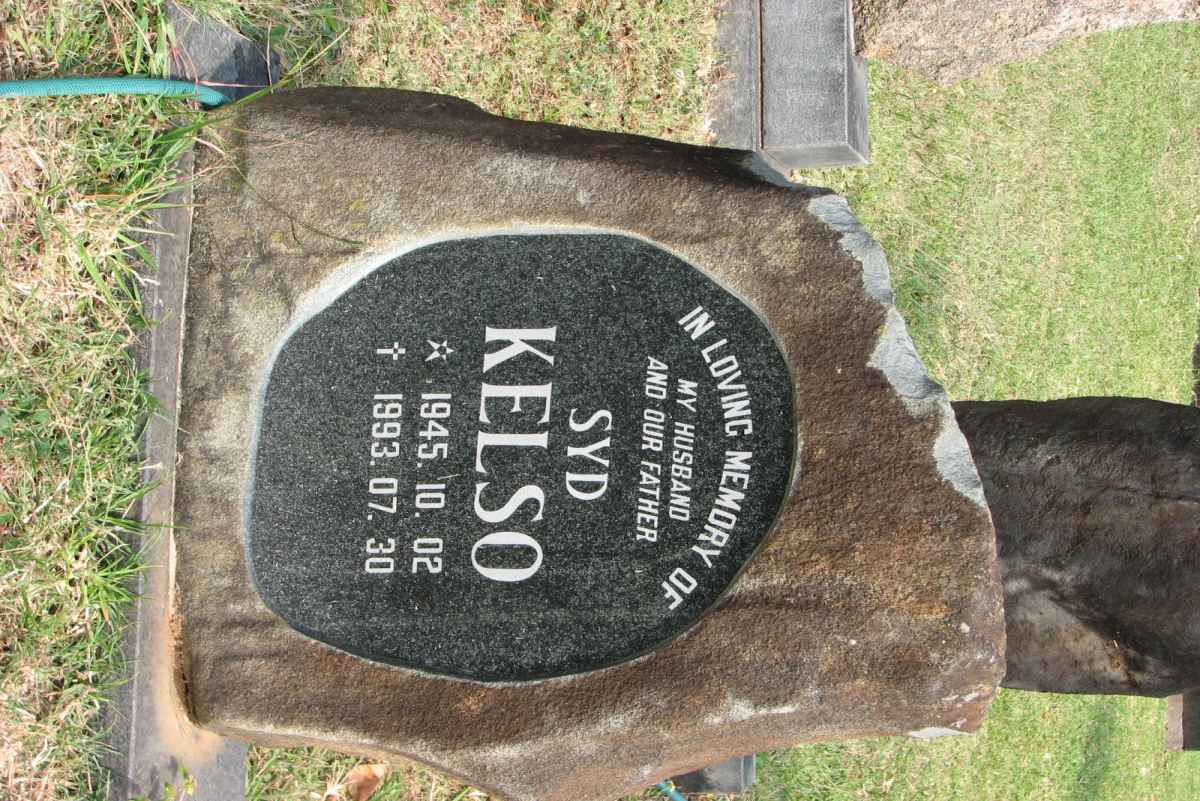 IN LOVING MEMORY OF
MY HUSBAND
AND OUR FATHER
SYD
KELSO
☆ 1945. 10. 02
✝ 1993. 07. 30